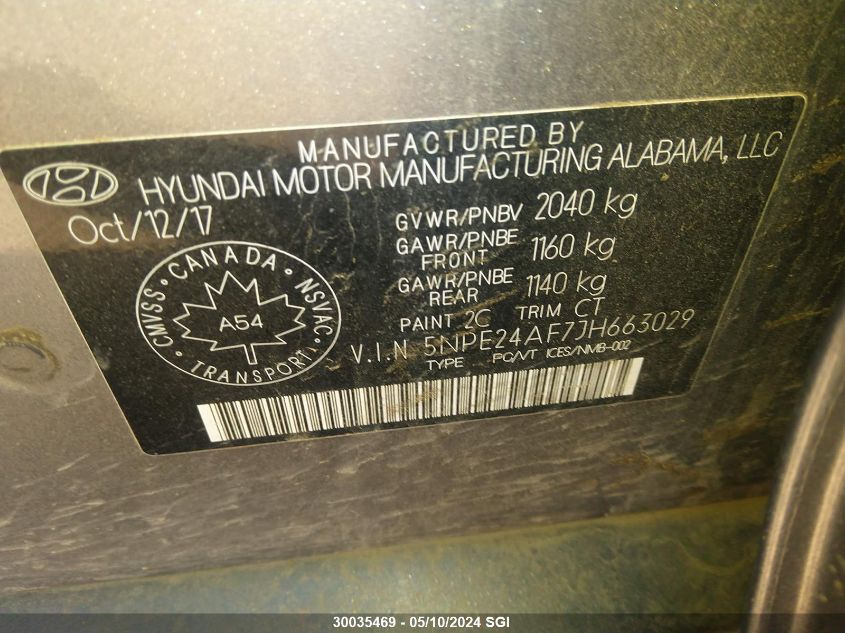 MANUFACTURED BY
HYUNDAI MOTOR MANUFACTURING ALABAMA, LLC
Oct/12/17
GVWR/PNBV 2040 kg
GAWR/PNBE FRONT 1160 kg
GAWR/PNBE REAR 1140 kg
PAINT 2C TRIM CT
V.I.N 5NPE24AF7JH663029
TYPE PC/VT ICES/NMB-002
CMVSS • CANADA • NSVAC
A54
• TRANSPORT •
30035469 - 05/10/2024 SGI